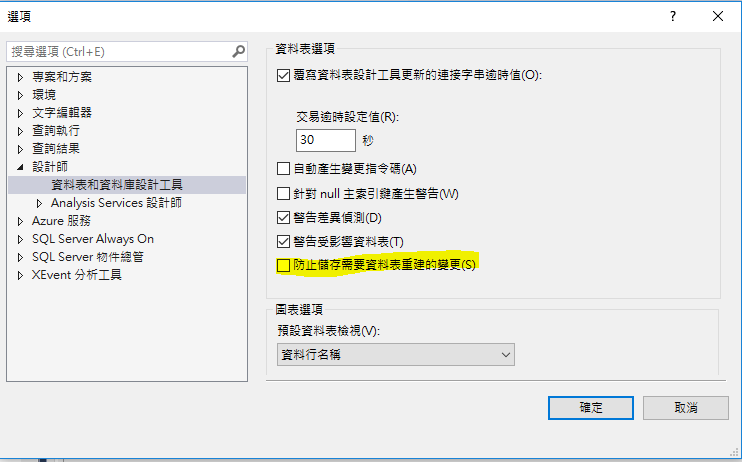 選項
?
搜尋選項 (Ctrl+E)
專案和方案
環境
文字編輯器
查詢執行
查詢結果
設計師
資料表和資料庫設計工具
Analysis Services 設計師
Azure 服務
SQL Server Always On
SQL Server 物件總管
XEvent 分析工具
資料表選項
覆寫資料表設計工具更新的連接字串逾時值(O):
交易逾時設定值(R):
30 秒
自動產生變更指令碼(A)
針對 null 主索引鍵產生警告(W)
警告差異偵測(D)
警告受影響資料表(T)
防止儲存需要資料表重建的變更(S)
圖表選項
預設資料表檢視(V):
資料行名稱
確定
取消